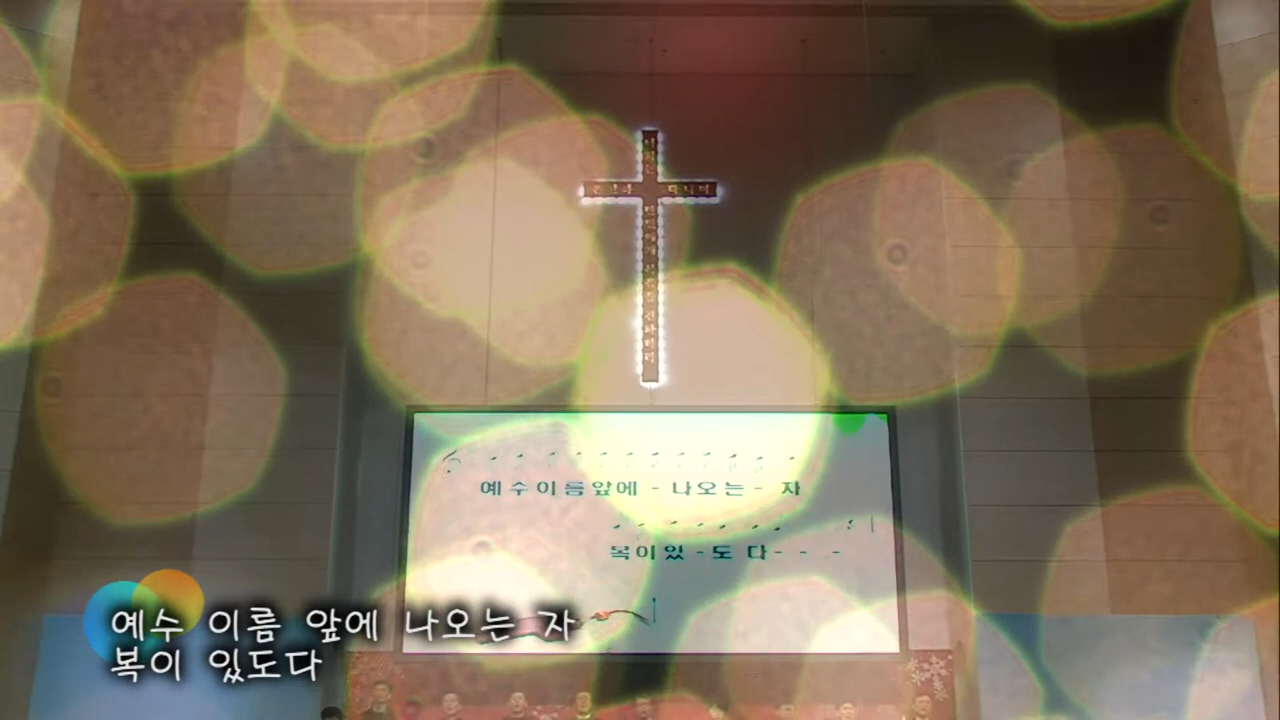 예수이름앞에 - 나오는 - 자
복이있 - 도 다 - - -
예수 이름 앞에 나오는 자
복이 있도다